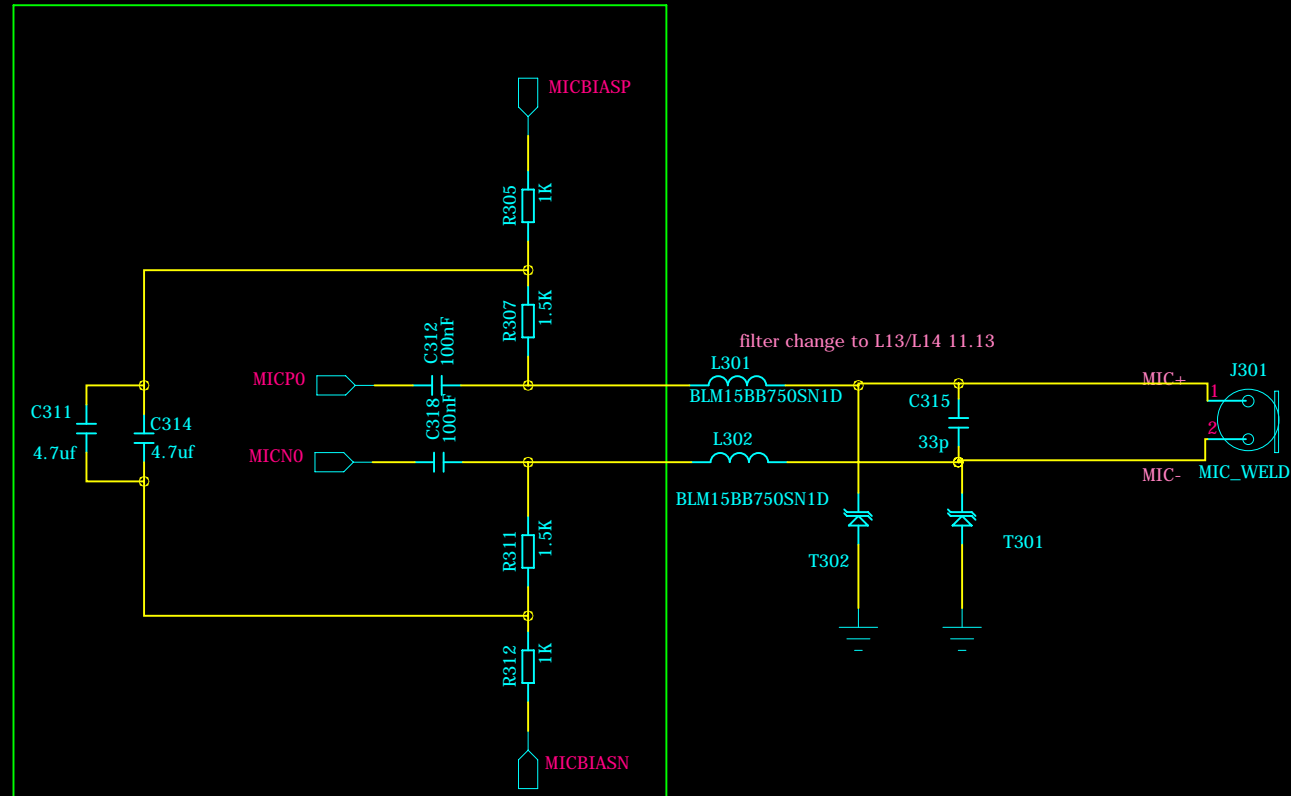 MICBIASP
R305
1K
R307
1.5K
C312
100nF
filter change to L13/L14 11.13
L301
BLM15BB750SN1D
J301
MICP0
MIC+
1
C311
4.7uf
C314
4.7uf
C318
100nF
C315
33p
2
MICN0
L302
MIC-
MIC_WELD
BLM15BB750SN1D
R311
1.5K
T302
T301
R312
1K
MICBIASN